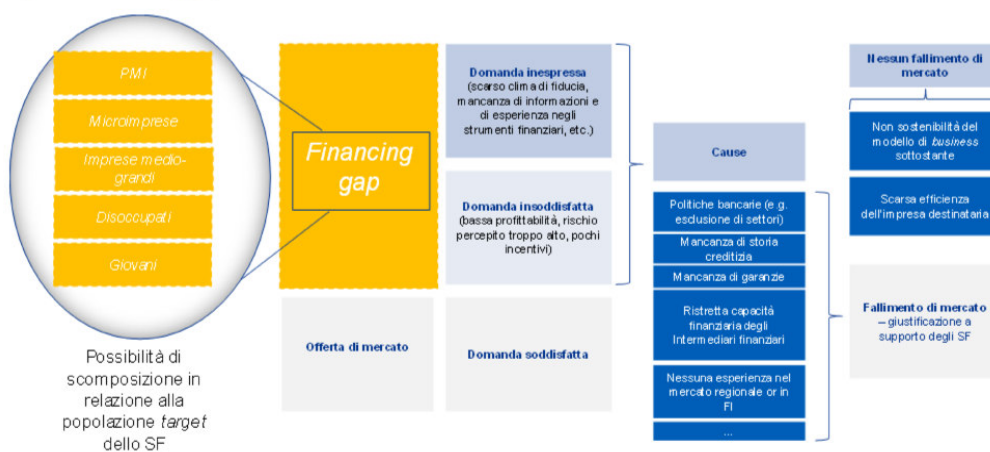 PMI
Microimprese
Imprese medio-
grandi
Disoccupati
Giovani
Possibilità di
scomposizione in
relazione alla
popolazione target
dello SF
Financing
gap
Offerta di mercato
Domanda inespressa
(scarso clima di fiducia,
mancanza di informazioni e
di esperienza negli
strumenti finanziari, etc.)
Domanda insoddisfatta
(bassa profittabilità, rischio
percepito troppo alto, pochi
incentivi)
Domanda soddisfatta
Cause
Politiche bancarie (e.g.
esclusione di settori)
Mancanza di storia
creditizia
Mancanza di garanzie
Ristretta capacità
finanziaria degli
Intermediari finanziari
Nessuna esperienza nel
mercato regionale or in
FI
...
Nessun fallimento di
mercato
Non sostenibilità del
modello di business
sottostante
Scarsa efficienza
dell'impresa destinataria
Fallimento di mercato
– giustificazione a
supporto degli SF